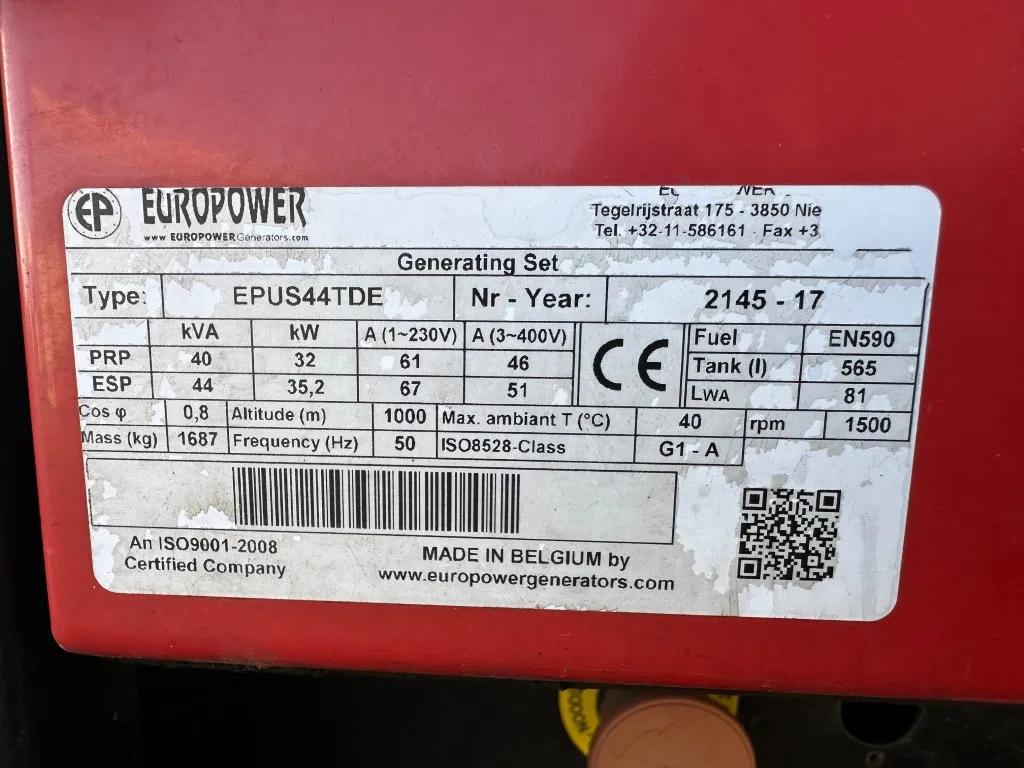 EP EUROPOWER
www.EUROPOWERGenerators.com
Tegelrijstraat 175 - 3850 Nie
Tel. +32-11-586161 - Fax +3
Generating Set
Type: EPUS44TDE Nr - Year: 2145 - 17
kVA kW A (1~230V) A (3~400V) CE Fuel EN590
PRP 40 32 61 46 Tank (l) 565
ESP 44 35,2 67 51 LWA 81
Cos φ 0,8 Altitude (m) 1000 Max. ambiant T (°C) 40 rpm 1500
Mass (kg) 1687 Frequency (Hz) 50 ISO8528-Class G1 - A
An ISO9001-2008
Certified Company
MADE IN BELGIUM by
www.europowergenerators.com